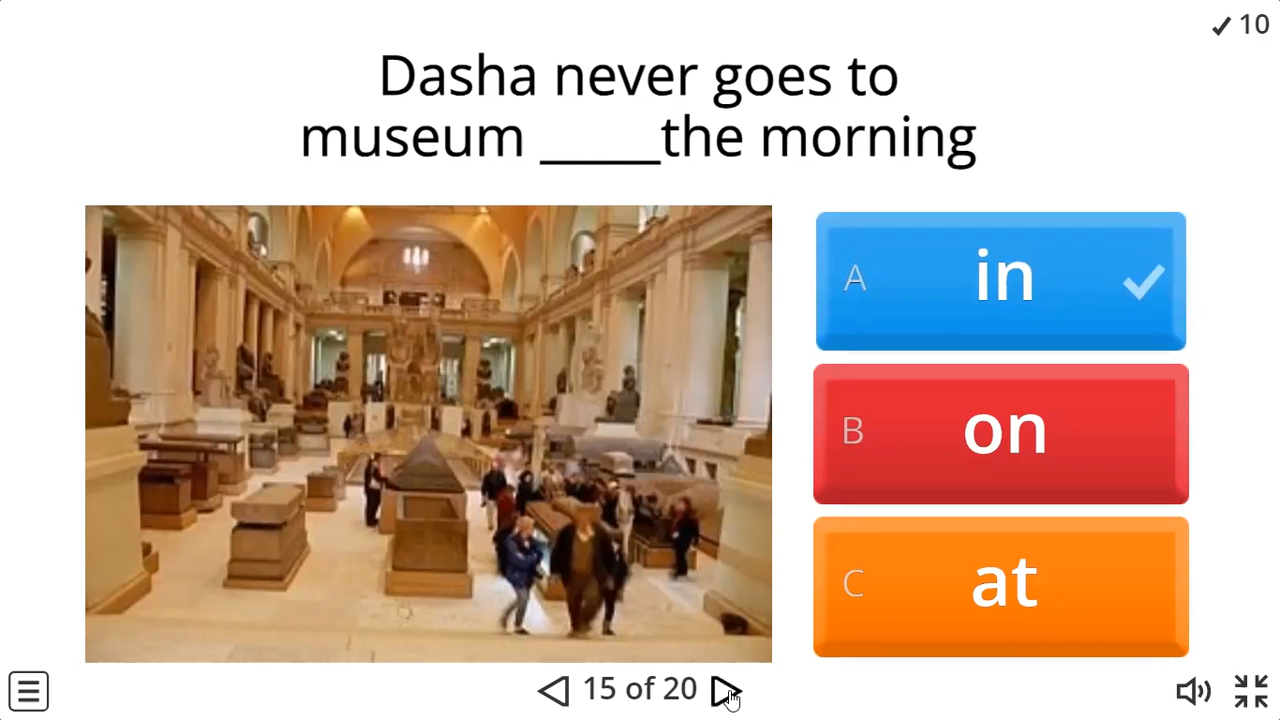 ✓ 10
Dasha never goes to
museum _____the morning
A in
B on
C at
15 of 20